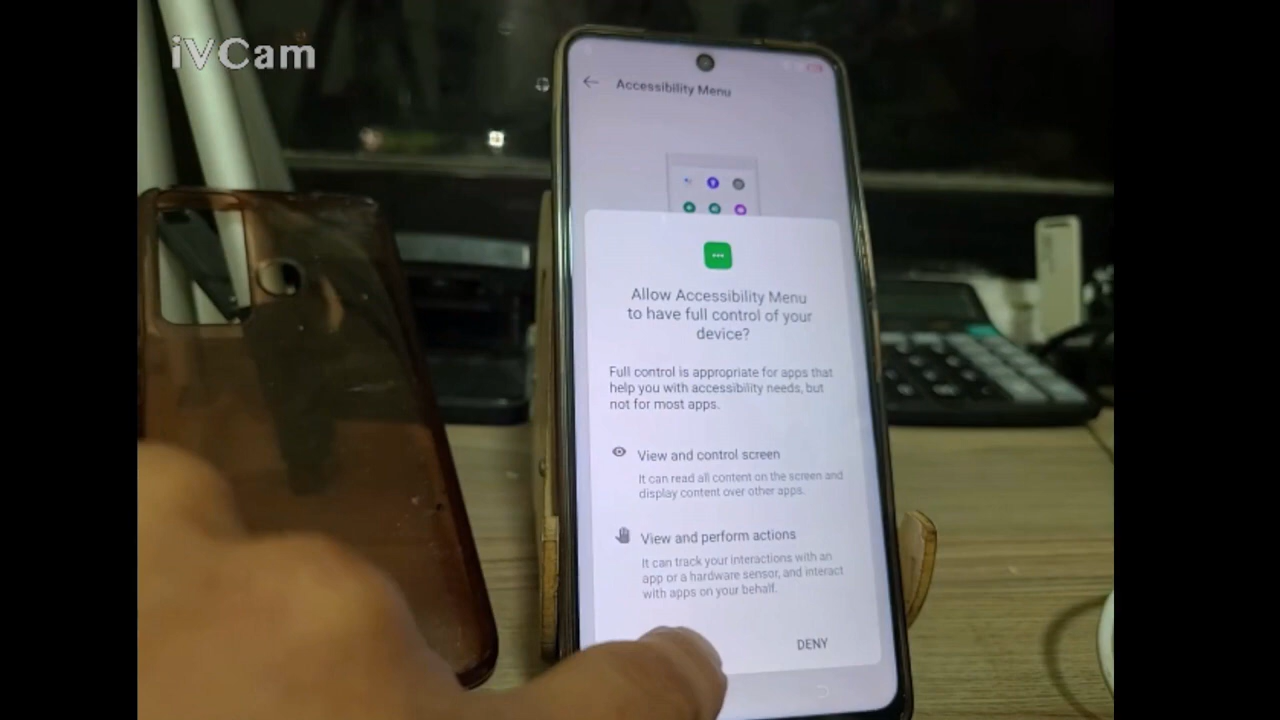 iVCam
Accessibility Menu
Allow Accessibility Menu
to have full control of your
device?
Full control is appropriate for apps that
help you with accessibility needs, but
not for most apps.
View and control screen
It can read all content on the screen and
display content over other apps.
View and perform actions
It can track your interactions with an
app or a hardware sensor, and interact
with apps on your behalf.
DENY